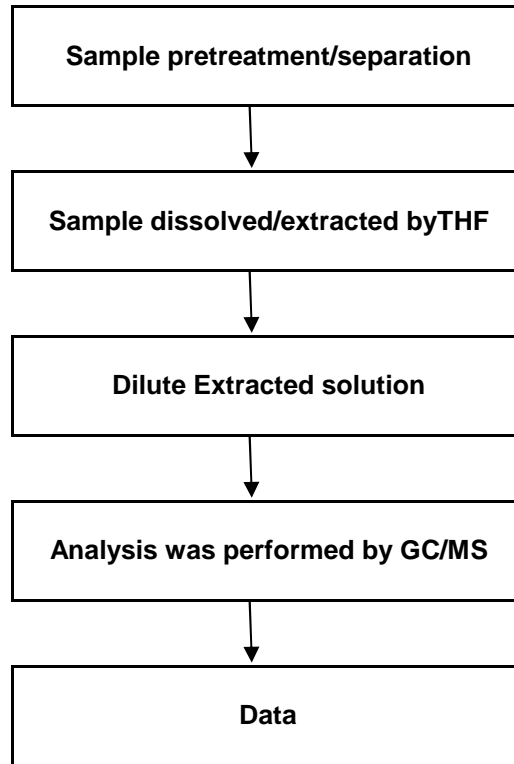 Sample pretreatment/separation
Sample dissolved/extracted byTHF
Dilute Extracted solution
Analysis was performed by GC/MS
Data